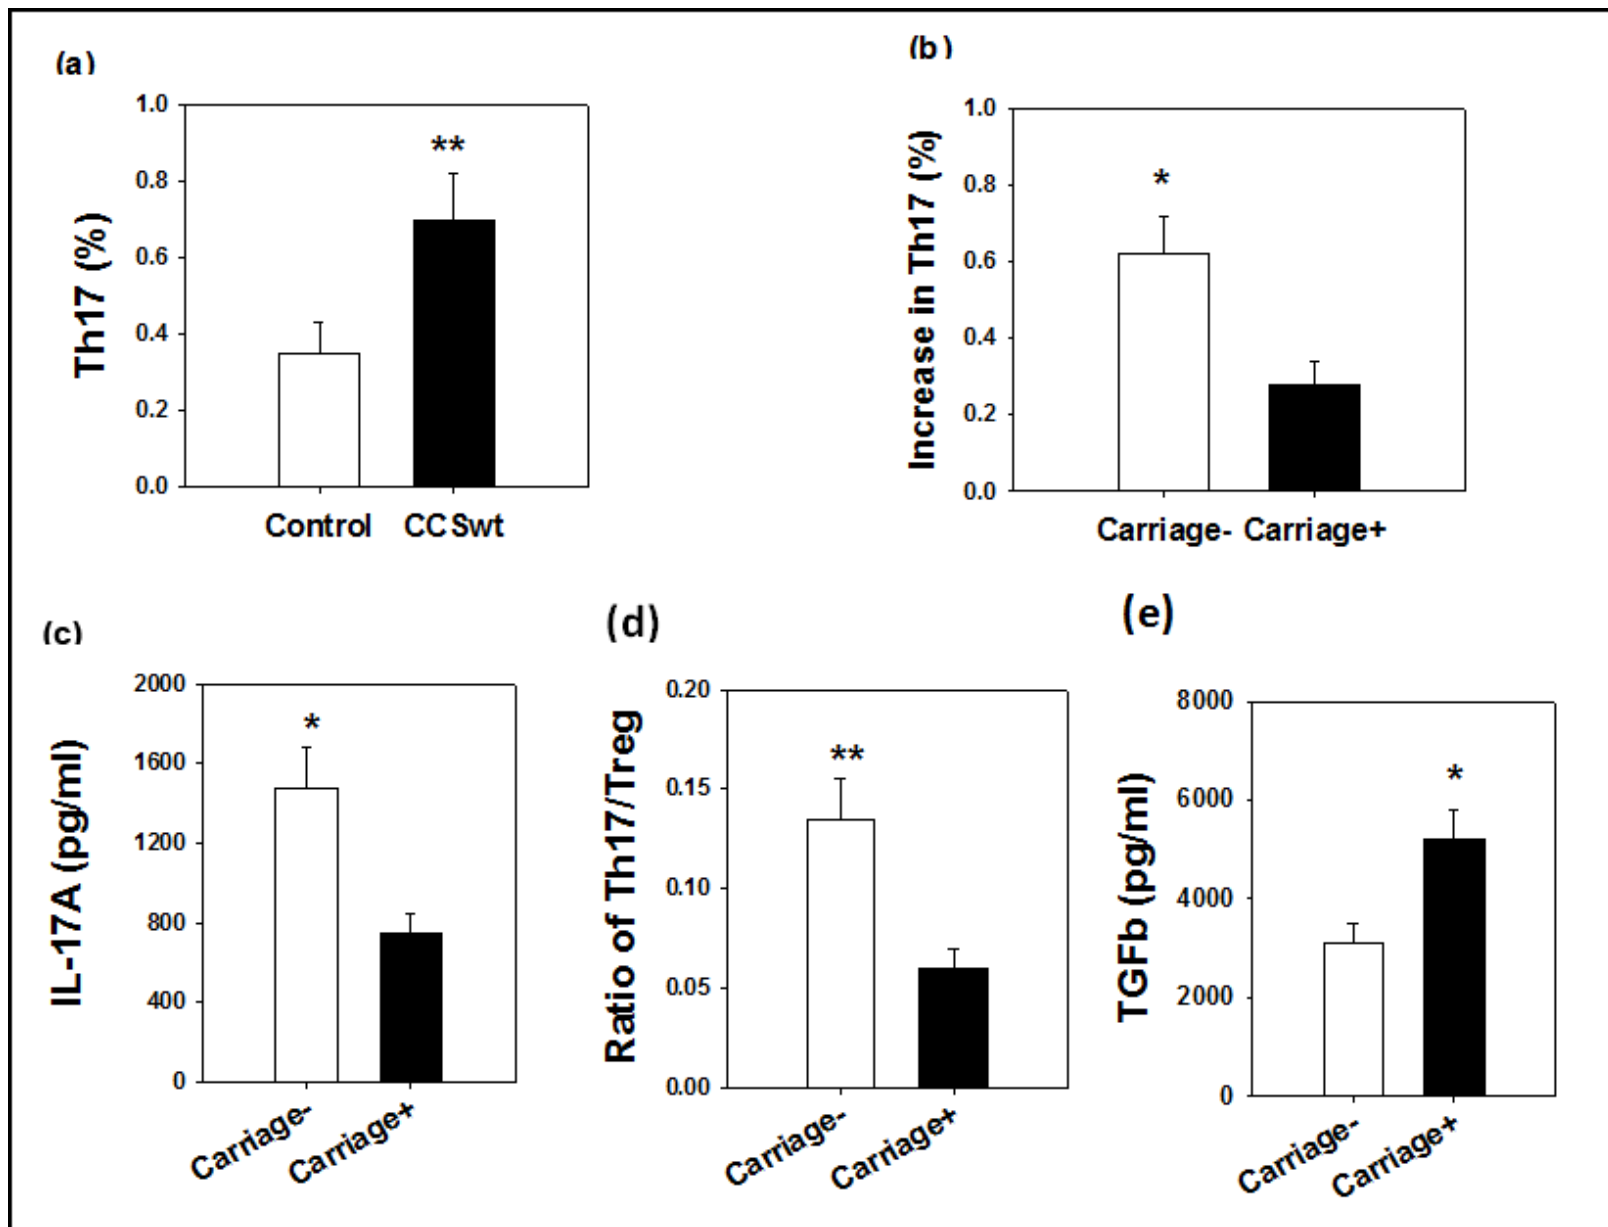 (a)
Th17 (%)
1.0
0.8
0.6
0.4
0.2
0.0
**
Control CCSwt
(b)
Increase in Th17 (%)
1.0
0.8
0.6
0.4
0.2
0.0
*
Carriage- Carriage+
(c)
IL-17A (pg/ml)
2000
1600
1200
800
400
0
*
Carriage-
Carriage+
(d)
Ratio of Th17/Treg
0.20
0.15
0.10
0.05
0.00
**
Carriage-
Carriage+
(e)
TGFb (pg/ml)
8000
6000
4000
2000
0
*
Carriage-
Carriage+